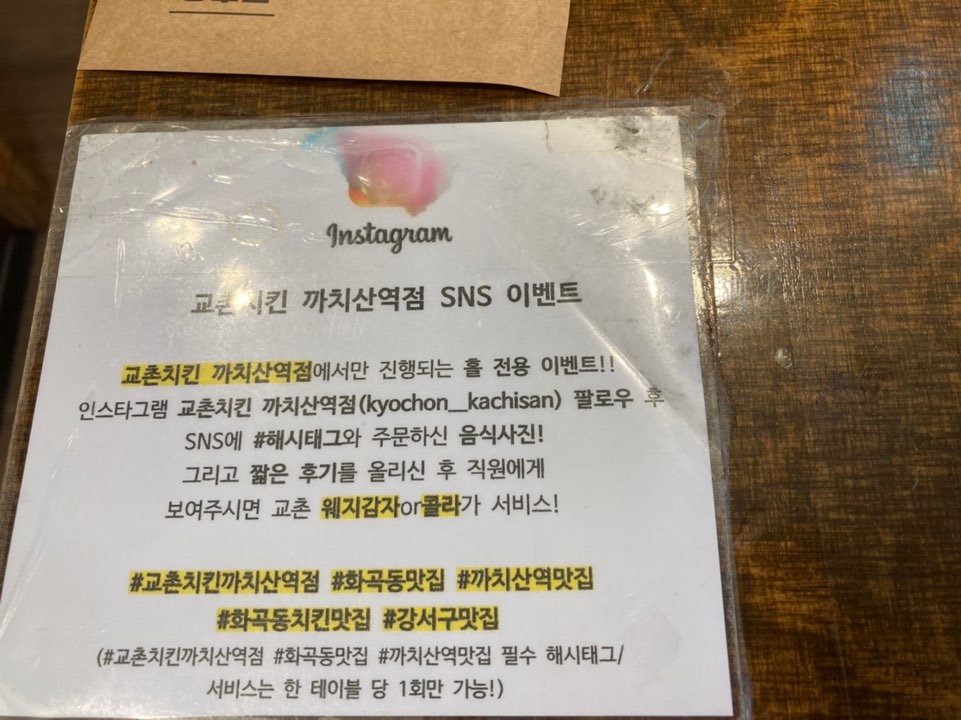 Instagram
교촌치킨 까치산역점 SNS 이벤트
교촌치킨 까치산역점에서만 진행되는 홀 전용 이벤트!!
인스타그램 교촌치킨 까치산역점(kyochon__kachisan) 팔로우 후
SNS에 #해시태그와 주문하신 음식사진!
그리고 짧은 후기를 올리신 후 직원에게
보여주시면 교촌 웨지감자or콜라가 서비스!
#교촌치킨까치산역점 #화곡동맛집 #까치산역맛집
#화곡동치킨맛집 #강서구맛집
(#교촌치킨까치산역점 #화곡동맛집 #까치산역맛집 필수 해시태그/
서비스는 한 테이블 당 1회만 가능!)